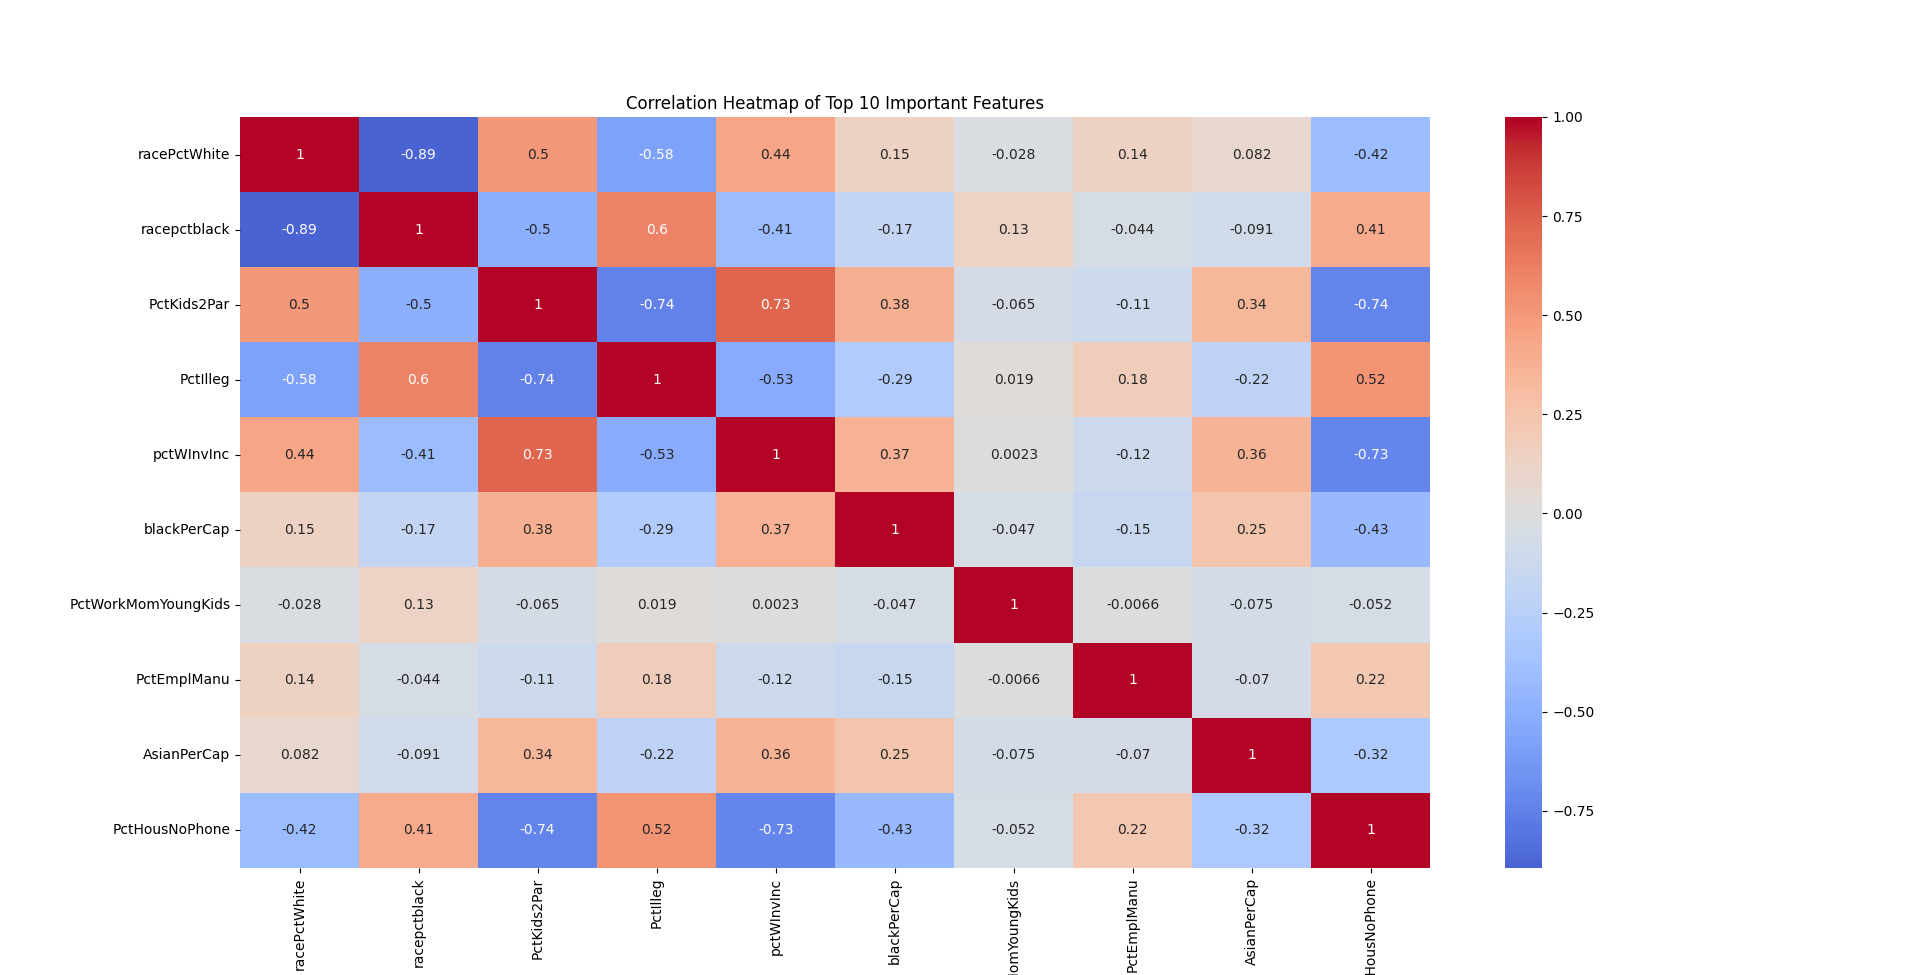 Correlation Heatmap of Top 10 Important Features
racePctWhite 1 -0.89 0.5 -0.58 0.44 0.15 -0.028 0.14 0.082 -0.42
racepctblack -0.89 1 -0.5 0.6 -0.41 -0.17 0.13 -0.044 -0.091 0.41
PctKids2Par 0.5 -0.5 1 -0.74 0.73 0.38 -0.065 -0.11 0.34 -0.74
PctIlleg -0.58 0.6 -0.74 1 -0.53 -0.29 0.019 0.18 -0.22 0.52
pctWInvInc 0.44 -0.41 0.73 -0.53 1 0.37 0.0023 -0.12 0.36 -0.73
blackPerCap 0.15 -0.17 0.38 -0.29 0.37 1 -0.047 -0.15 0.25 -0.43
PctWorkMomYoungKids -0.028 0.13 -0.065 0.019 0.0023 -0.047 1 -0.0066 -0.075 -0.052
PctEmplManu 0.14 -0.044 -0.11 0.18 -0.12 -0.15 -0.0066 1 -0.07 0.22
AsianPerCap 0.082 -0.091 0.34 -0.22 0.36 0.25 -0.075 -0.07 1 -0.32
PctHousNoPhone -0.42 0.41 -0.74 0.52 -0.73 -0.43 -0.052 0.22 -0.32 1
racePctWhite
racepctblack
PctKids2Par
PctIlleg
pctWInvInc
blackPerCap
omYoungKids
PctEmplManu
AsianPerCap
HousNoPhone
1.00
0.75
0.50
0.25
0.00
−0.25
−0.50
−0.75